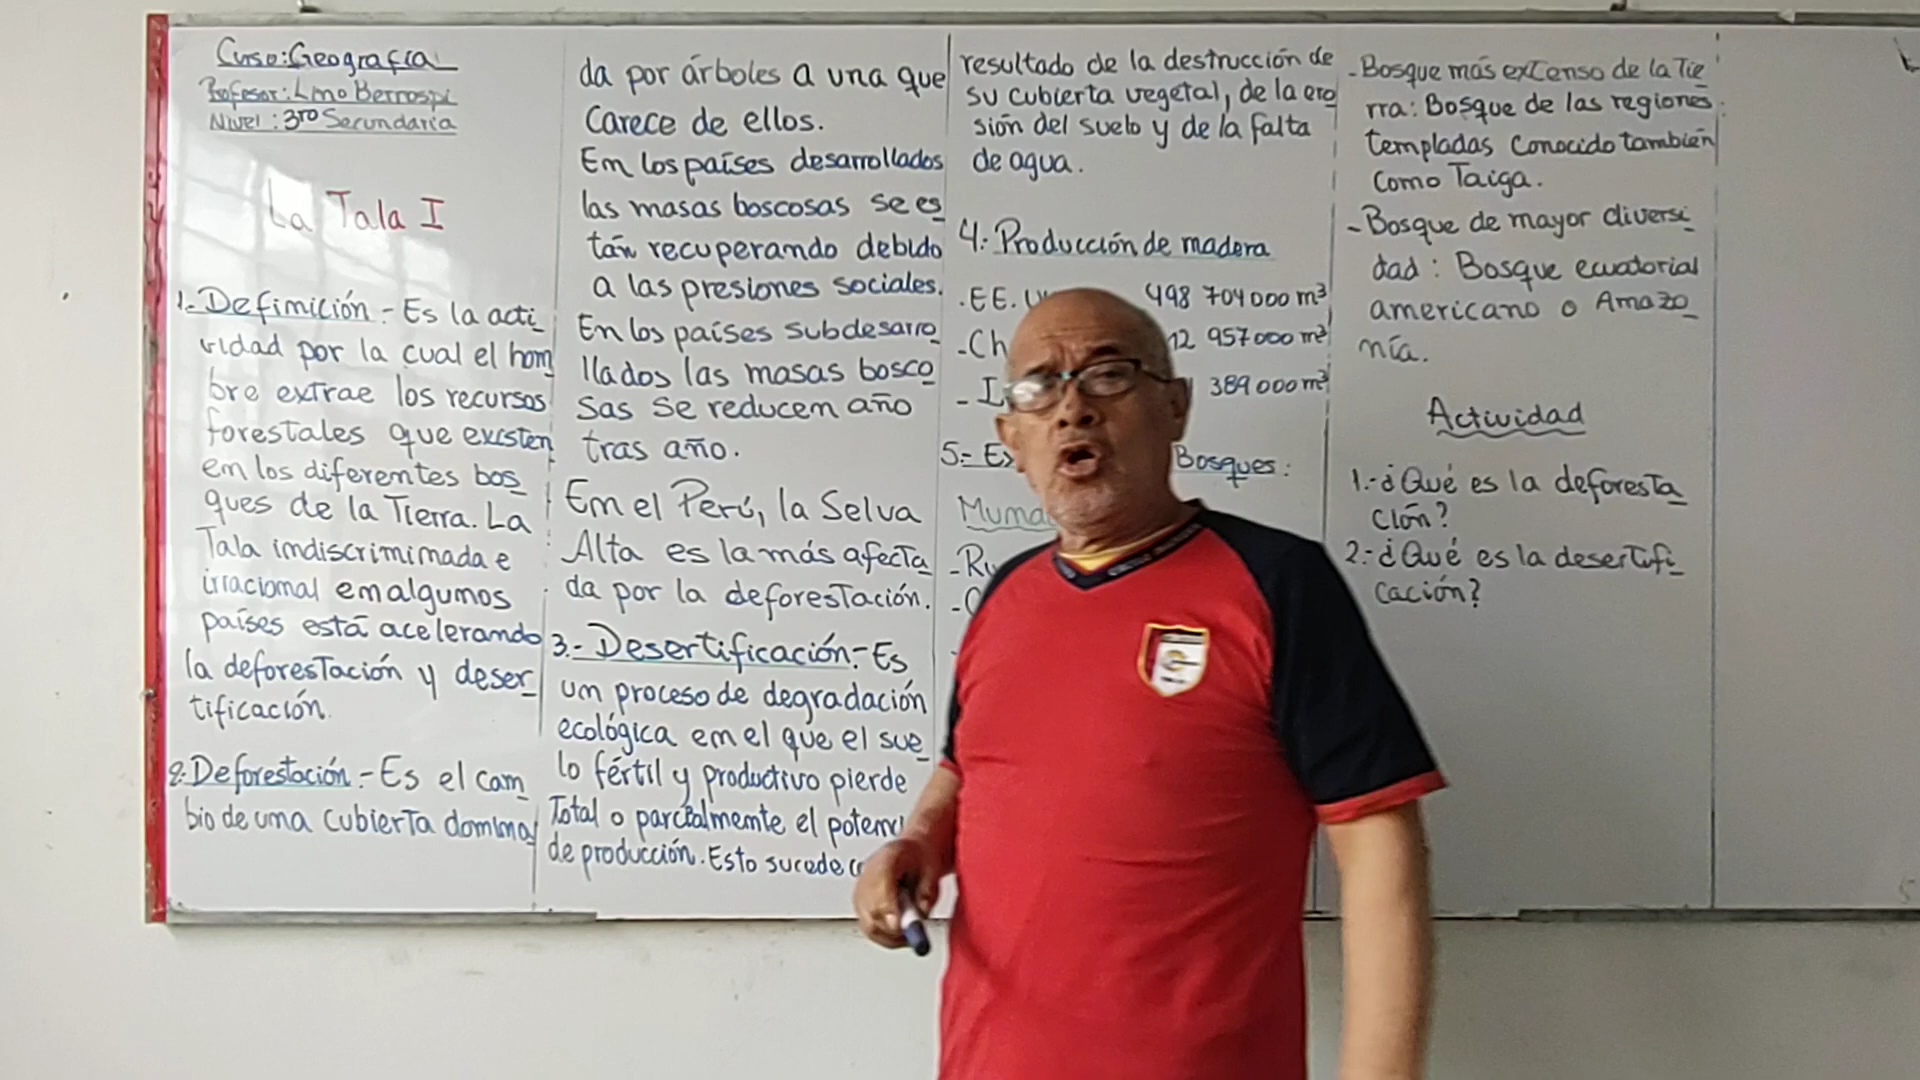 Curso: Geografía
Profesor: Lino Berrospi
Nivel: 3ro Secundaria
La Tala I
1.- Definición.- Es la acti
vidad por la cual el hom
bre extrae los recursos
forestales que existen
en los diferentes bos
ques de la Tierra. La
Tala indiscriminada e
irracional en algunos
países está acelerando
la deforestación y deser
tificación.
2.- Deforestación.- Es el cam
bio de una cubierta domina
da por árboles a una que
Carece de ellos.
En los países desarrollados
las masas boscosas se es
tán recuperando debido
a las presiones sociales.
En los países subdesarro
llados las masas bosco
sas se reducen año
tras año.
En el Perú, la Selva
Alta es la más afecta
da por la deforestación.
3.- Desertificación.- Es
un proceso de degradación
ecológica en el que el sue
lo fértil y productivo pierde
Total o parcialmente el
de producción. Esto sucede
resultado de la destrucción de
su cubierta vegetal, de la ero
sión del suelo y de la falta
de agua.
4.- Producción de madera
. EE. 498 704 000 m³
- 957 000 m³
- 389 000 m³
5.- Bosques:
- Bosque más extenso de la Tie
rra: Bosque de las regiones
templadas Conocido también
como Taiga.
- Bosque de mayor diversi
dad: Bosque ecuatorial
americano o Amazo
nía.
Actividad
1.- ¿Qué es la deforesta
ción?
2.- ¿Qué es la desertifi
cación?